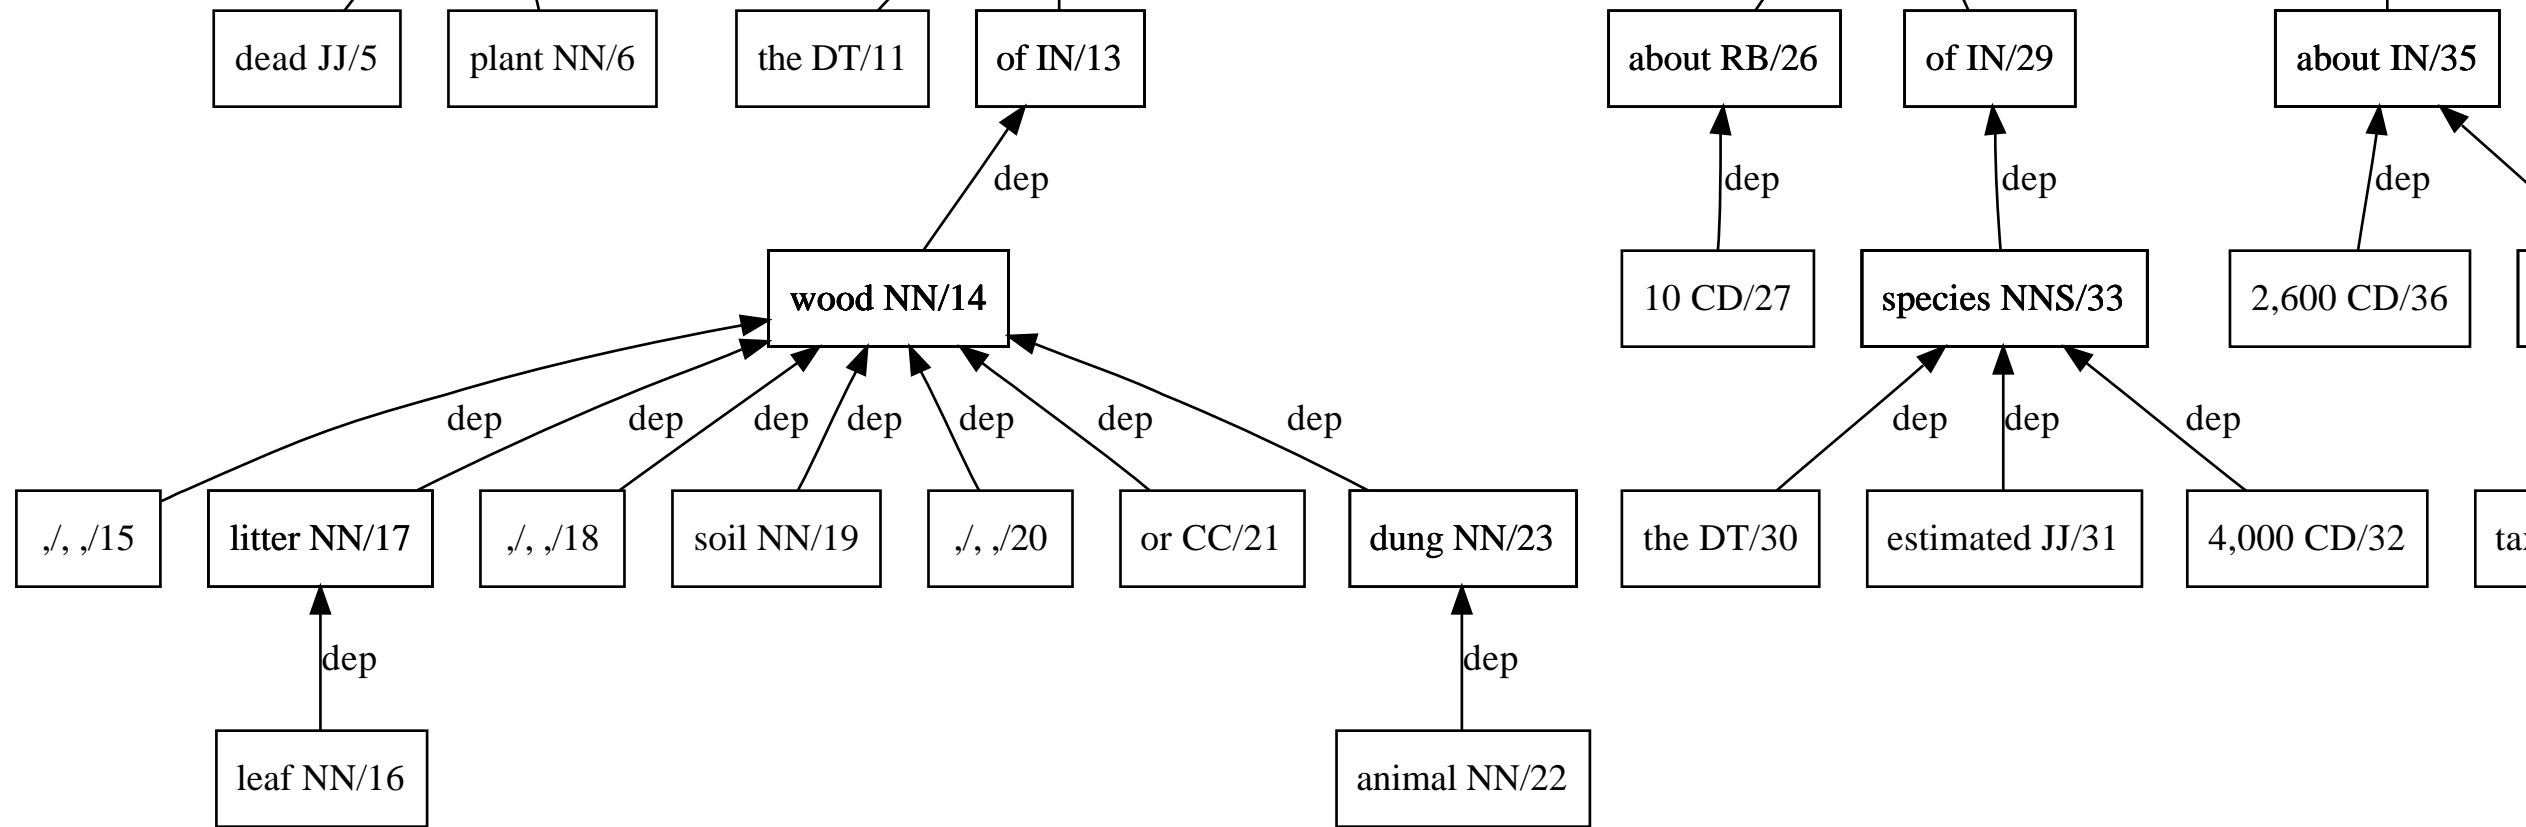 dead JJ/5 plant NN/6 the DT/11 of IN/13 about RB/26 of IN/29 about IN/35
dep dep dep dep
wood NN/14 10 CD/27 species NNS/33 2,600 CD/36
dep dep dep dep dep dep dep dep dep dep
,/, ,/15 litter NN/17 ,/, ,/18 soil NN/19 ,/, ,/20 or CC/21 dung NN/23 the DT/30 estimated JJ/31 4,000 CD/32
dep dep
leaf NN/16 animal NN/22